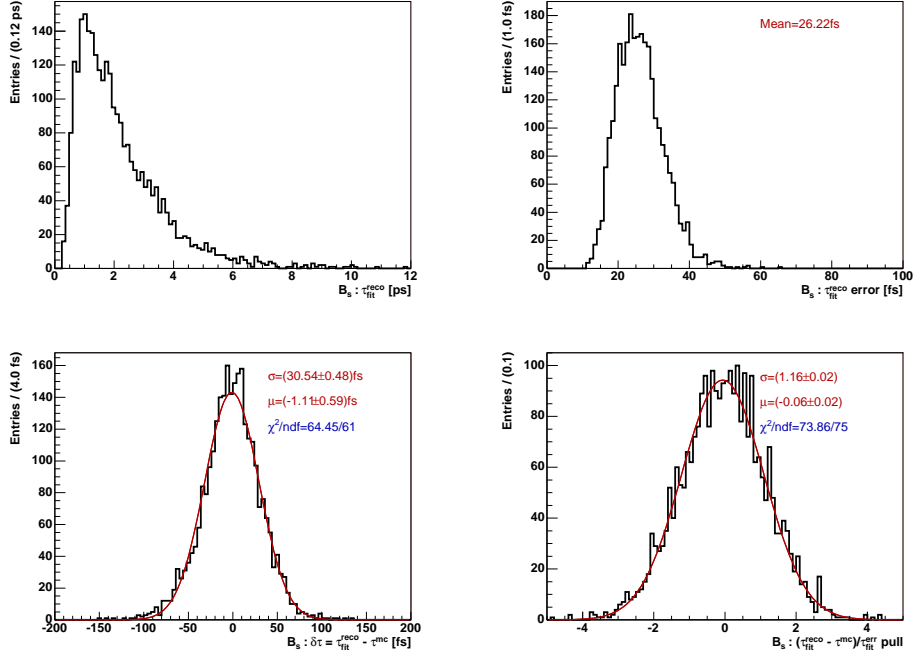 Entries / (0.12 ps)
140
120
100
80
60
40
20
0
0 2 4 6 8 10 12
B_s : τ_fit^reco [ps]
Entries / (1.0 fs)
180
160
140
120
100
80
60
40
20
0
0 20 40 60 80 100
Mean=26.22fs
B_s : τ_fit^reco error [fs]
Entries / (4.0 fs)
160
140
120
100
80
60
40
20
0
-200 -150 -100 -50 0 50 100 150 200
σ=(30.54±0.48)fs
μ=(-1.11±0.59)fs
χ²/ndf=64.45/61
B_s : δτ = τ_fit^reco - τ^mc [fs]
Entries / (0.1)
100
80
60
40
20
0
-4 -2 0 2 4
σ=(1.16±0.02)
μ=(-0.06±0.02)
χ²/ndf=73.86/75
B_s : (τ_fit^reco - τ^mc)/τ_fit^err pull